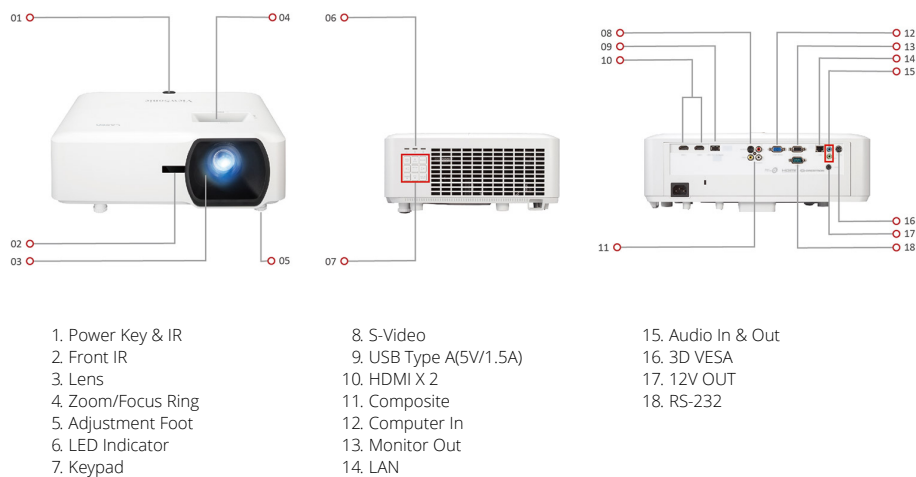 01
04
06
08
09
10
12
13
14
15
VIEWSONIC
02
03
05
07
11
16
17
18
1. Power Key & IR
2. Front IR
3. Lens
4. Zoom/Focus Ring
5. Adjustment Foot
6. LED Indicator
7. Keypad
8. S-Video
9. USB Type A(5V/1.5A)
10. HDMI X 2
11. Composite
12. Computer In
13. Monitor Out
14. LAN
15. Audio In & Out
16. 3D VESA
17. 12V OUT
18. RS-232